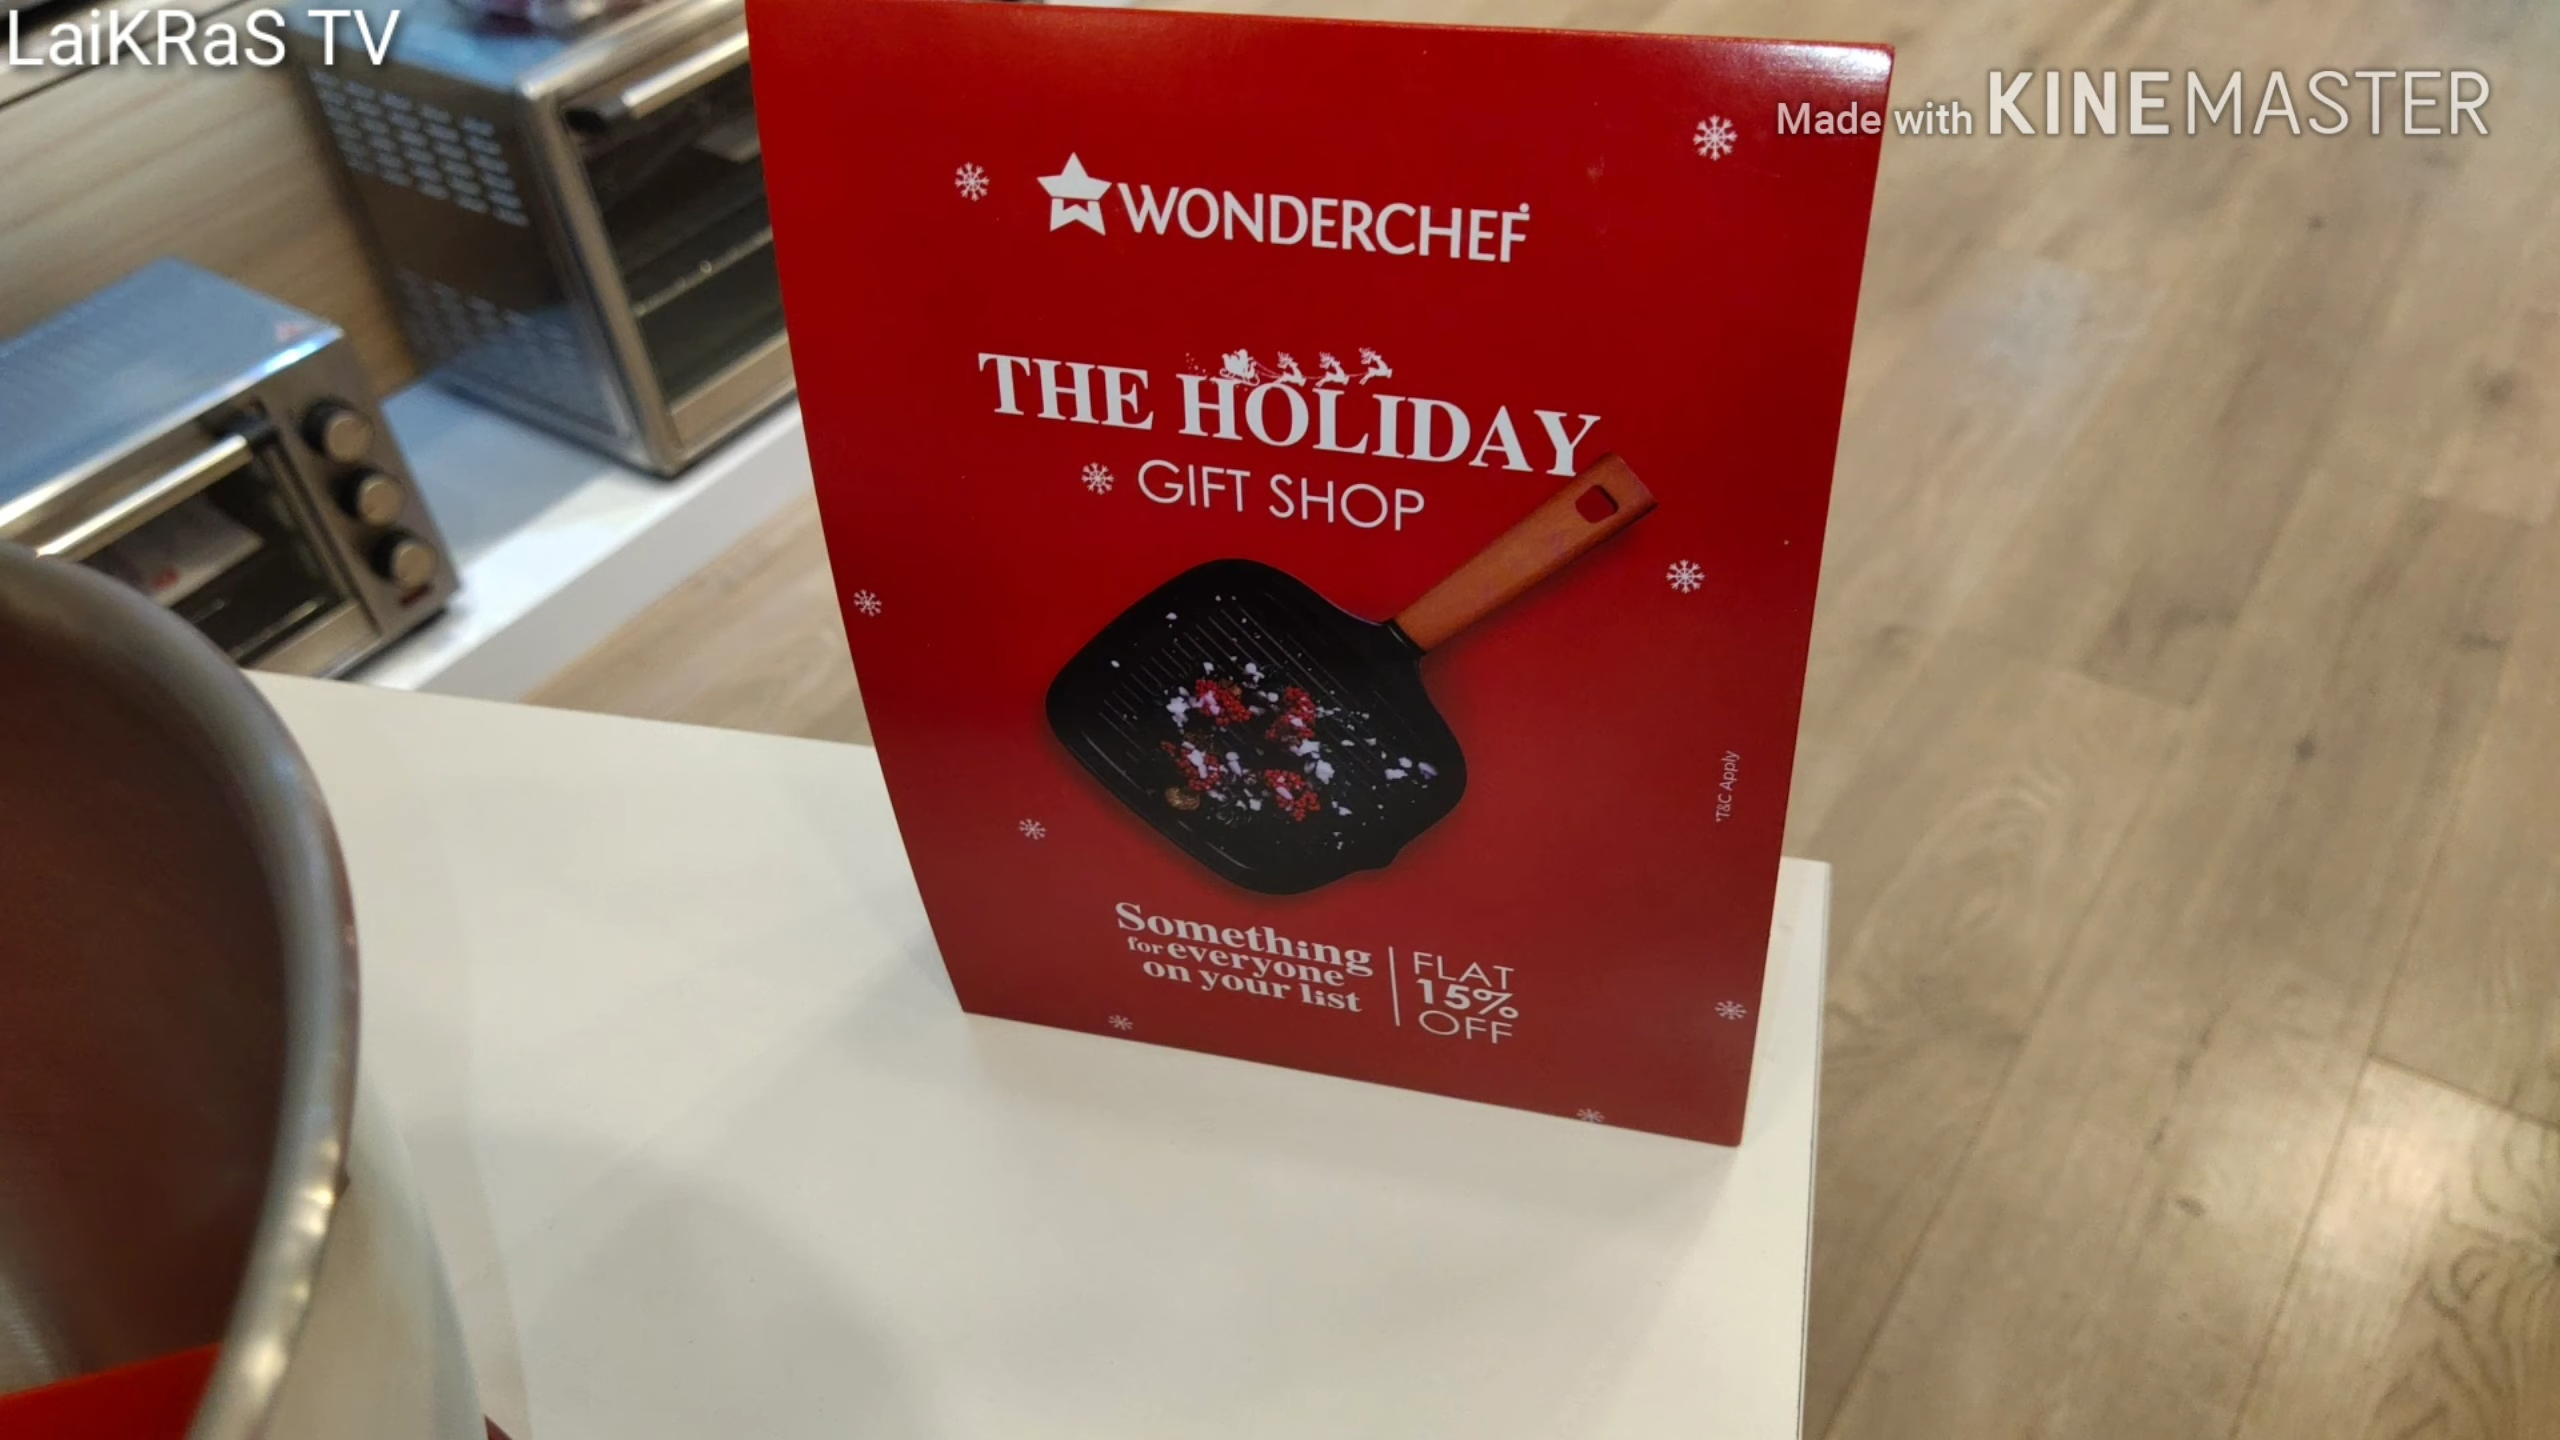 LaiKRaS TV
Made with KINEMASTER
WONDERCHEF
THE HOLIDAY
GIFT SHOP
*T&C Apply
Something
for everyone
on your list
FLAT
15%
OFF